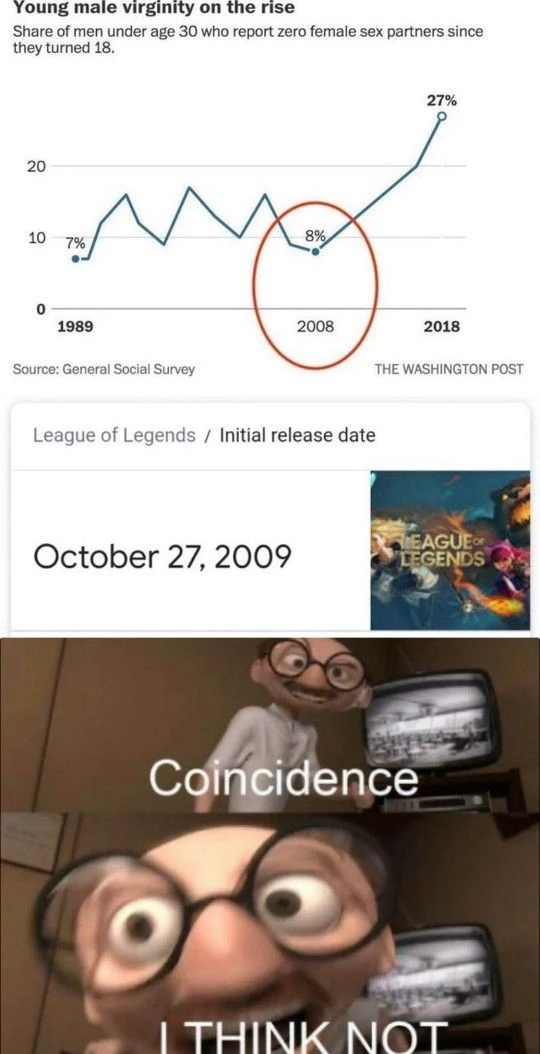 Young male virginity on the rise
Share of men under age 30 who report zero female sex partners since
they turned 18.
27%
20
10
7%
8%
0
1989
2008
2018
Source: General Social Survey
THE WASHINGTON POST
League of Legends / Initial release date
October 27, 2009
LEAGUE OF
LEGENDS
Coincidence
I THINK NOT